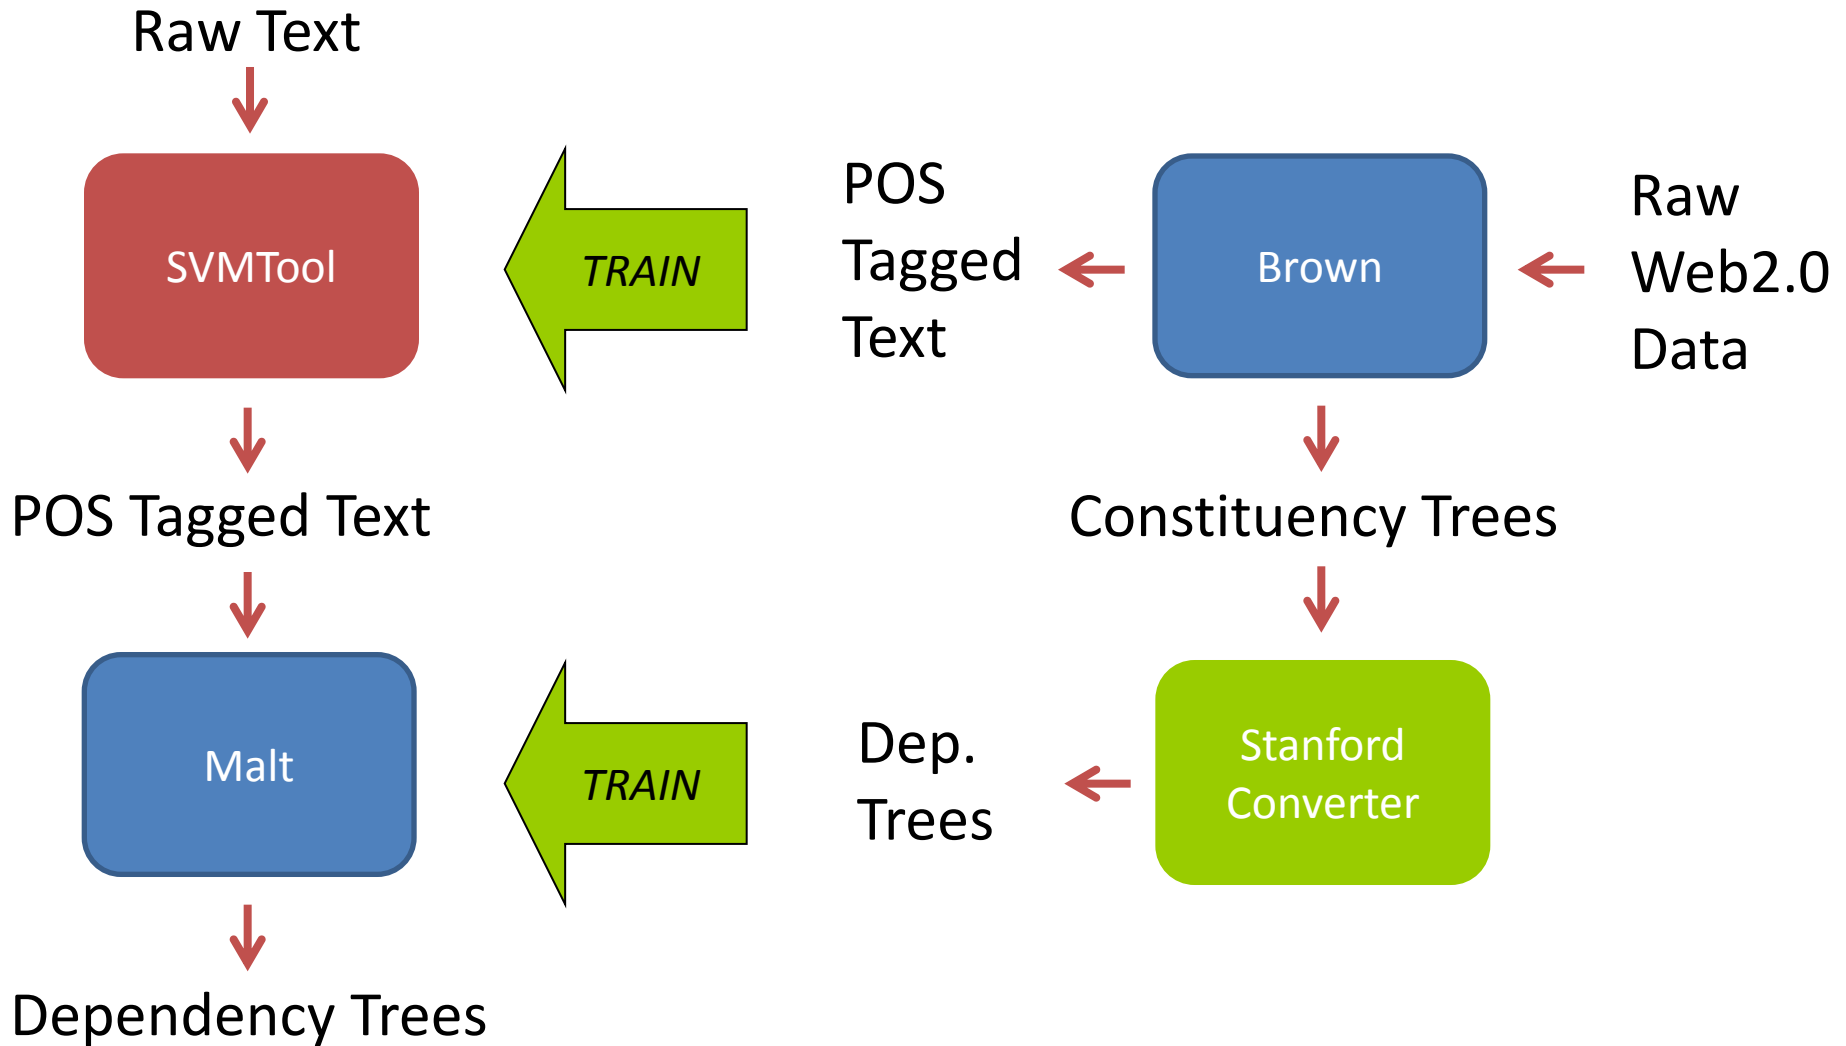 Raw Text
SVMTool
TRAIN
POS
Tagged
Text
Brown
Raw
Web2.0
Data
POS Tagged Text
Constituency Trees
Malt
TRAIN
Dep.
Trees
Stanford
Converter
Dependency Trees